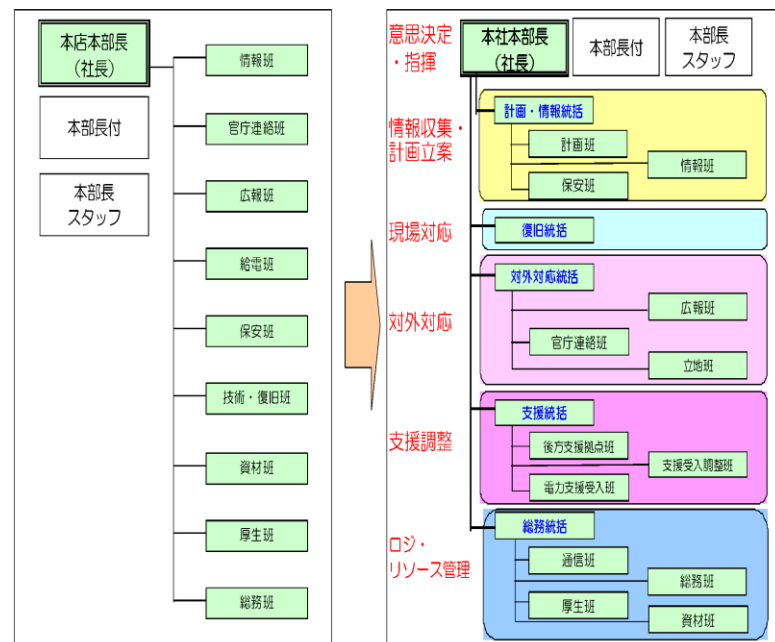 本店本部長
（社長）
本部長付
本部長
スタッフ
情報班
官庁連絡班
広報班
給電班
保安班
技術・復旧班
資材班
厚生班
総務班
意思決定
・指揮
本社本部長
（社長）
本部長付
本部長
スタッフ
情報収集・
計画立案
計画・情報統括
計画班
情報班
保安班
現場対応
復旧統括
対外対応
対外対応統括
広報班
官庁連絡班
立地班
支援調整
支援統括
後方支援拠点班
支援受入調整班
電力支援受入班
ロジ・
リソース管理
総務統括
通信班
総務班
厚生班
資材班